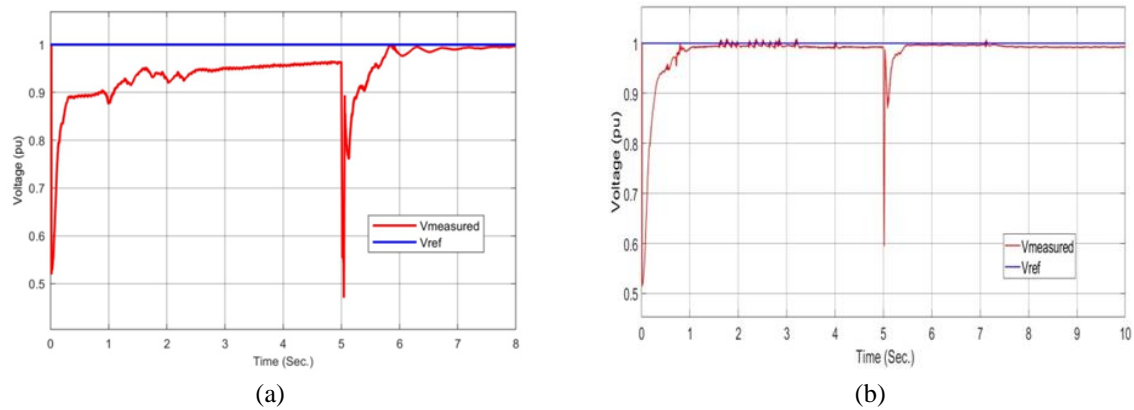 1
0.9
0.8
0.7
0.6
0.5
Voltage (pu)
Vmeasured
Vref
0 1 2 3 4 5 6 7 8
Time (Sec.)
(a)
1
0.9
0.8
0.7
0.6
0.5
Voltage (pu)
Vmeasured
Vref
0 1 2 3 4 5 6 7 8 9 10
Time (Sec.)
(b)